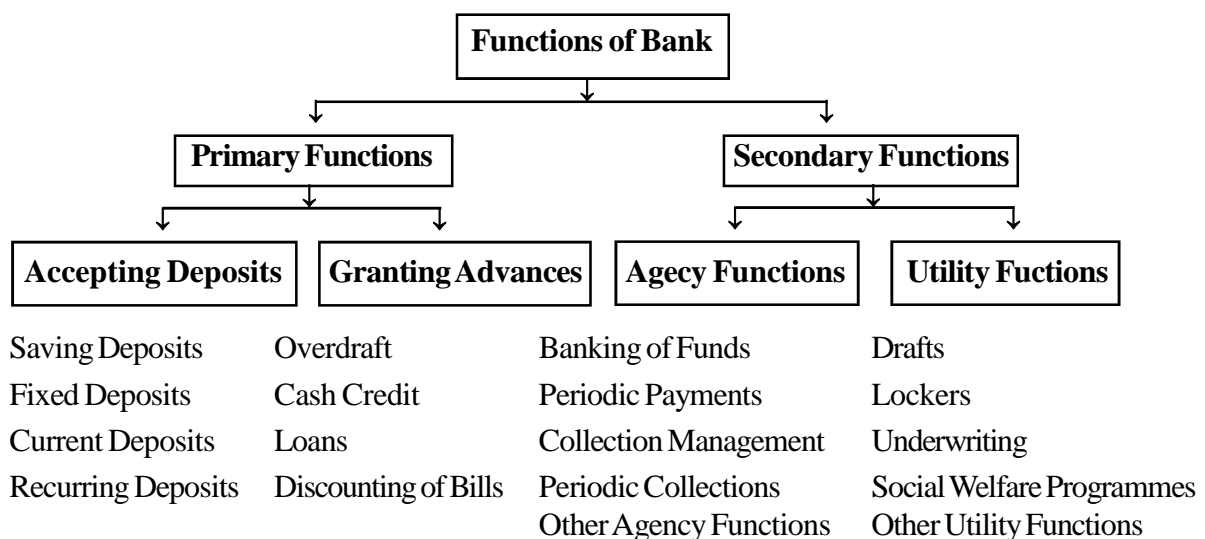 Functions of Bank
Primary Functions
Secondary Functions
Accepting Deposits
Granting Advances
Agecy Functions
Utility Fuctions
Saving Deposits
Overdraft
Banking of Funds
Drafts
Fixed Deposits
Cash Credit
Periodic Payments
Lockers
Current Deposits
Loans
Collection Management
Underwriting
Recurring Deposits
Discounting of Bills
Periodic Collections
Social Welfare Programmes
Other Agency Functions
Other Utility Functions